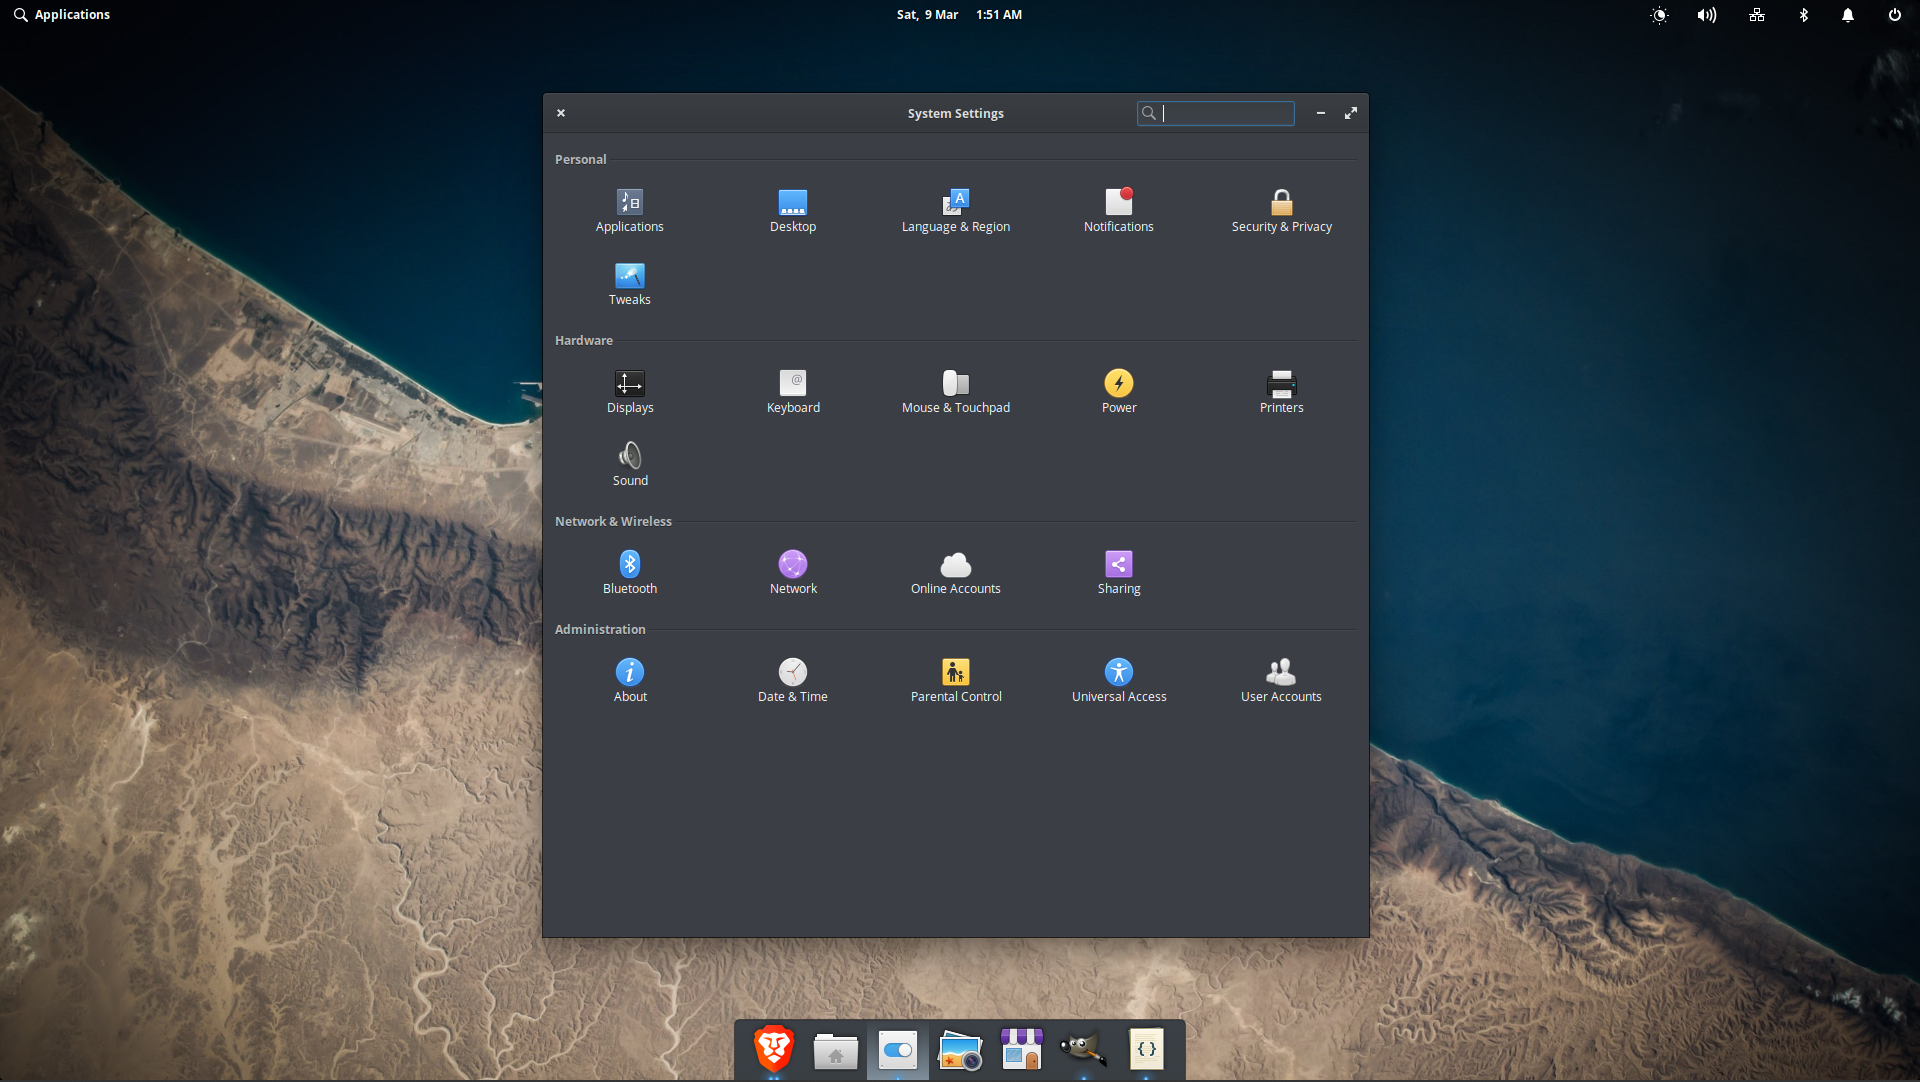 Applications
Sat, 9 Mar 1:51 AM
System Settings
Personal
Applications
Desktop
Language & Region
Notifications
Security & Privacy
Tweaks
Hardware
Displays
Keyboard
Mouse & Touchpad
Power
Printers
Sound
Network & Wireless
Bluetooth
Network
Online Accounts
Sharing
Administration
About
Date & Time
Parental Control
Universal Access
User Accounts